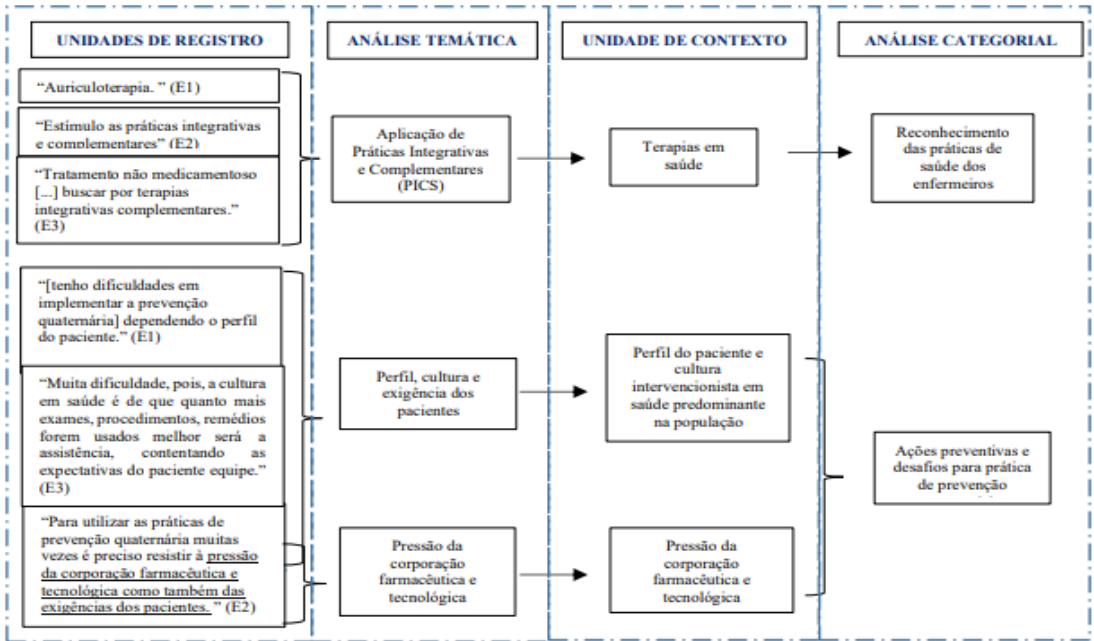 UNIDADES DE REGISTRO
ANÁLISE TEMÁTICA
UNIDADE DE CONTEXTO
ANÁLISE CATEGORIAL
“Auriculoterapia. ” (E1)
“Estímulo as práticas integrativas
e complementares” (E2)
“Tratamento não medicamentoso
[...] buscar por terapias
integrativas complementares.”
(E3)
Aplicação de
Práticas Integrativas
e Complementares
(PICS)
Terapias em
saúde
Reconhecimento
das práticas de
saúde dos
enfermeiros
“[tenho dificuldades em
implementar a prevenção
quaternária] dependendo o perfil
do paciente.” (E1)
“Muita dificuldade, pois, a cultura
em saúde é de que quanto mais
exames, procedimentos, remédios
forem usados melhor será a
assistência, contentando as
expectativas do paciente equipe.”
(E3)
“Para utilizar as práticas de
prevenção quaternária muitas
vezes é preciso resistir à pressão
da corporação farmacêutica e
tecnológica como também das
exigências dos pacientes. ” (E2)
Perfil, cultura e
exigência dos
pacientes
Pressão da
corporação
farmacêutica e
tecnológica
Perfil do paciente e
cultura
intervencionista em
saúde predominante
na população
Pressão da
corporação
farmacêutica e
tecnológica
Ações preventivas e
desafios para prática
de prevenção